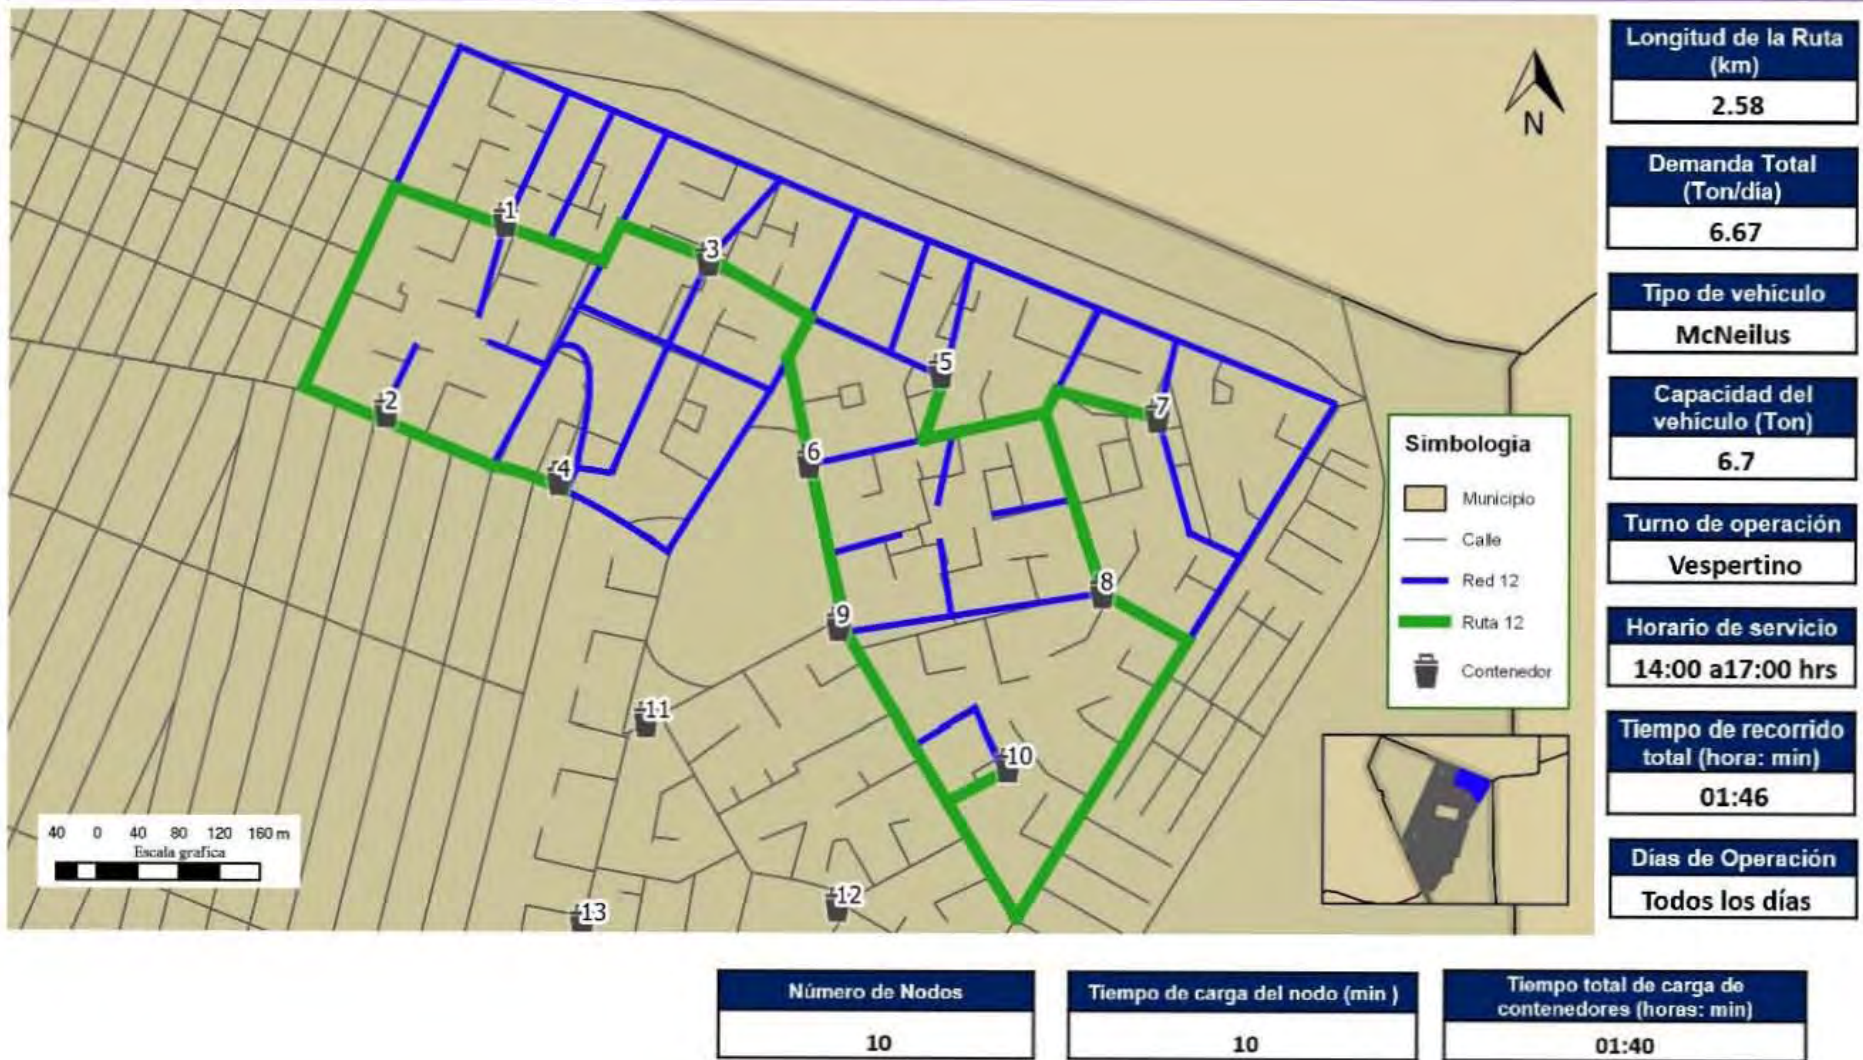 1
3
2
5
7
6
4
8
9
11
10
12
13
N
Simbologia
Municipio
Calle
Red 12
Ruta 12
Contenedor
40 0 40 80 120 160 m
Escala grafica
Longitud de la Ruta
(km)
2.58
Demanda Total
(Ton/día)
6.67
Tipo de vehículo
McNeilus
Capacidad del
vehículo (Ton)
6.7
Turno de operación
Vespertino
Horario de servicio
14:00 a17:00 hrs
Tiempo de recorrido
total (hora: min)
01:46
Días de Operación
Todos los días
Número de Nodos
10
Tiempo de carga del nodo (min )
10
Tiempo total de carga de
contenedores (horas: min)
01:40